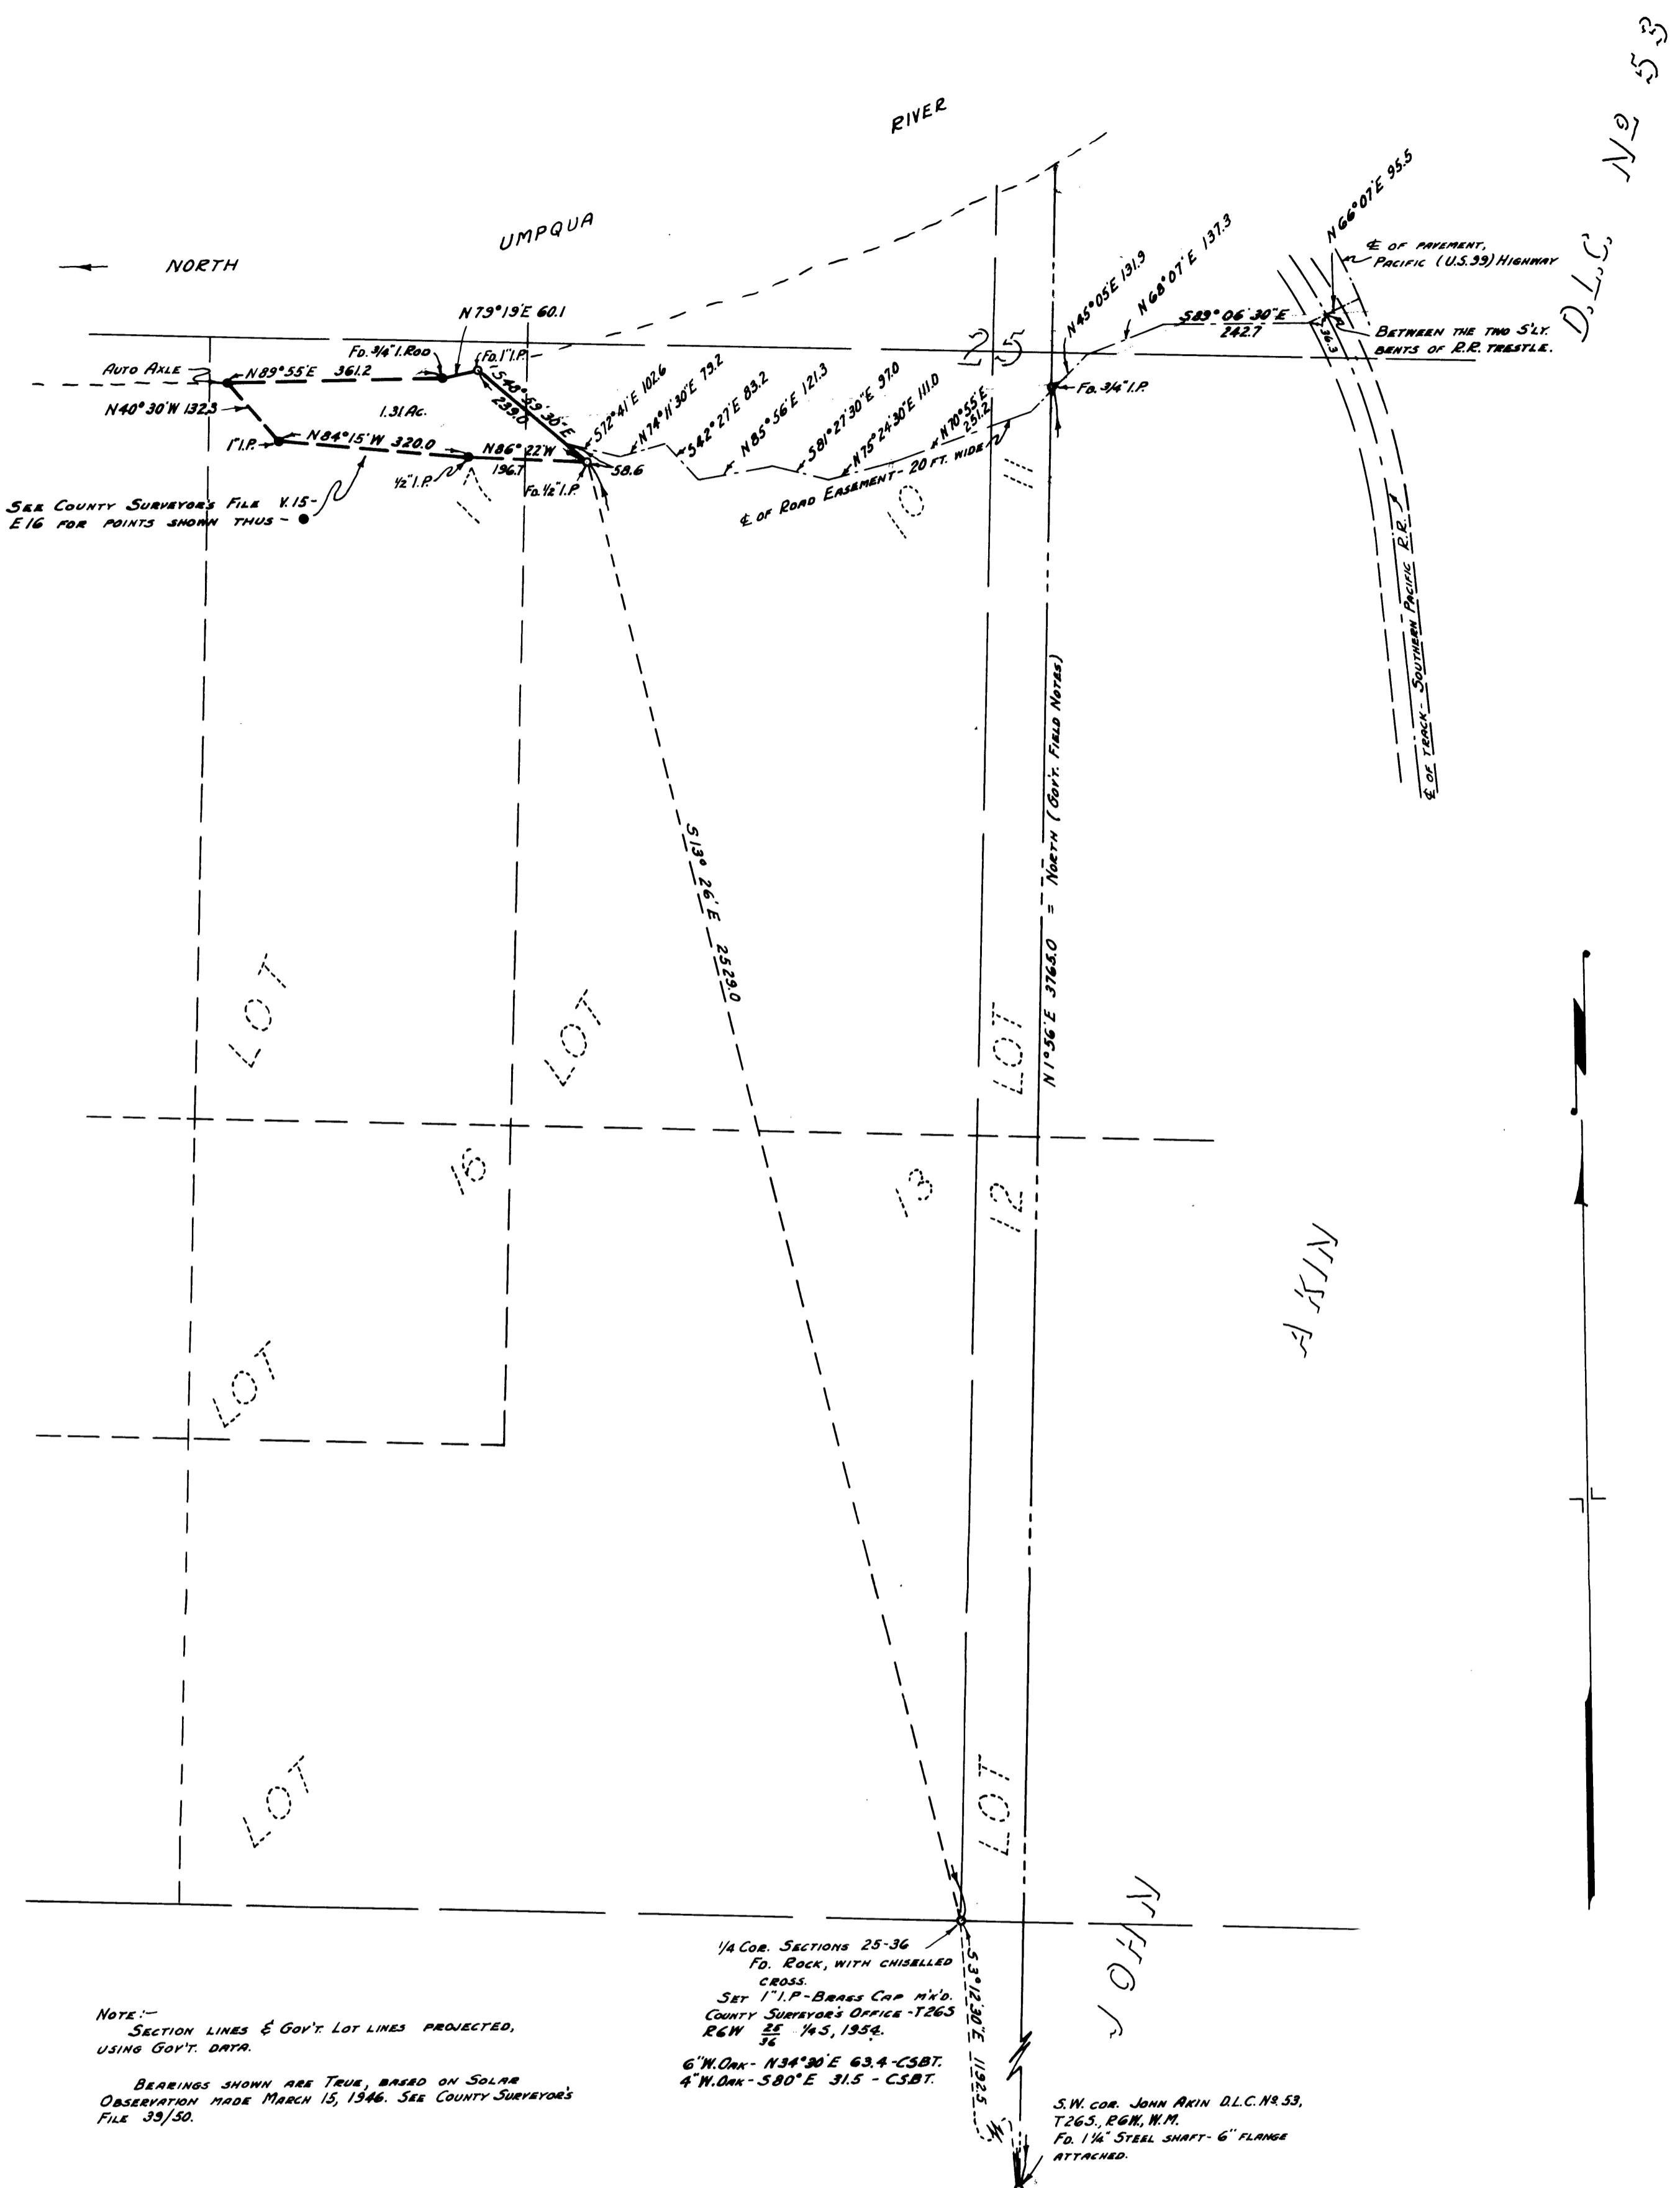 D.L.C. Nº 53
RIVER
UMPQUA
NORTH
N 66°07'E 95.5
℄ OF PAVEMENT,
PACIFIC (U.S.99) HIGHWAY
N45°05'E 131.9
N 68°07'E 137.3
S89°06'30"E
242.7
36.3
BETWEEN THE TWO S'LY.
BENTS OF R.R. TRESTLE.
25
N79°19'E 60.1
FD. 3/4" I. ROD
FD. 1" I.P.
AUTO AXLE
N89°55'E 361.2
N40°30'W 132.3
1.31 AC.
S48°59'30"E
239.0
1" I.P.
N84°15'W 320.0
N86°22'W
196.7
1/2" I.P.
FD. 1/2" I.P.
58.6
S72°41'E 102.6
N74°11'30"E 79.2
S42°27'E 83.2
N85°56'E 121.3
S81°27'30"E 97.0
N75°24'30"E 111.0
N70°55'E
251.2
FD. 3/4" I.P.
℄ OF ROAD EASEMENT - 20 FT. WIDE
SEE COUNTY SURVEYOR'S FILE V.15-
E16 FOR POINTS SHOWN THUS - ●
17
10
11
℄ OF TRACK - SOUTHERN PACIFIC R.R.
N1°56'E 3765.0 = NORTH (GOV'T. FIELD NOTES)
S13°26'E 2529.0
LOT
LOT
LOT
16
13
12
AKIN
LOT
LOT
LOT
JOHN
1/4 COR. SECTIONS 25-36
FD. ROCK, WITH CHISELLED
CROSS.
SET 1" I.P-BRASS CAP M'K'D.
COUNTY SURVEYOR'S OFFICE - T26S
R6W 25/36 1/4S, 1954.
6" W.OAK - N34°30'E 63.4 - CSBT.
4" W.OAK - S80°E 31.5 - CSBT.
S3°12'30"E 1192.5
NOTE:-
SECTION LINES & GOV'T. LOT LINES PROJECTED,
USING GOV'T. DATA.
BEARINGS SHOWN ARE TRUE, BASED ON SOLAR
OBSERVATION MADE MARCH 15, 1946. SEE COUNTY SURVEYOR'S
FILE 39/50.
S.W. COR. JOHN AKIN D.L.C. Nº 53,
T26S., R6W., W.M.
FD. 1 1/4" STEEL SHAFT - 6" FLANGE
ATTACHED.